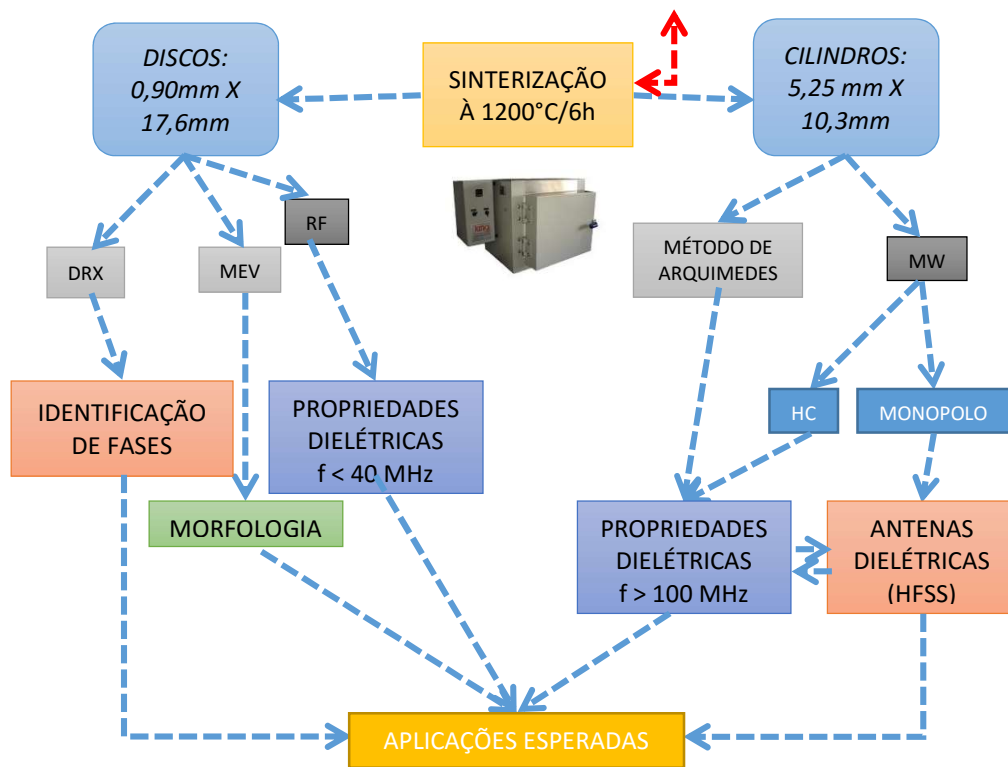 DISCOS:
0,90mm X
17,6mm
SINTERIZAÇÃO
À 1200°C/6h
CILINDROS:
5,25 mm X
10,3mm
RF
DRX
MEV
MÉTODO DE
ARQUIMEDES
MW
IDENTIFICAÇÃO
DE FASES
PROPRIEDADES
DIELÉTRICAS
f < 40 MHz
HC
MONOPOLO
MORFOLOGIA
PROPRIEDADES
DIELÉTRICAS
f > 100 MHz
ANTENAS
DIELÉTRICAS
(HFSS)
APLICAÇÕES ESPERADAS